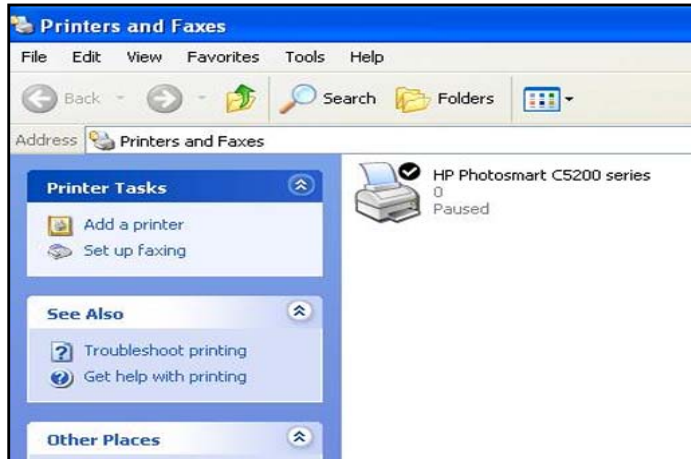 Printers and Faxes
File Edit View Favorites Tools Help
Back Search Folders
Address Printers and Faxes
Printer Tasks
Add a printer
Set up faxing
See Also
Troubleshoot printing
Get help with printing
Other Places
HP Photosmart C5200 series
0
Paused